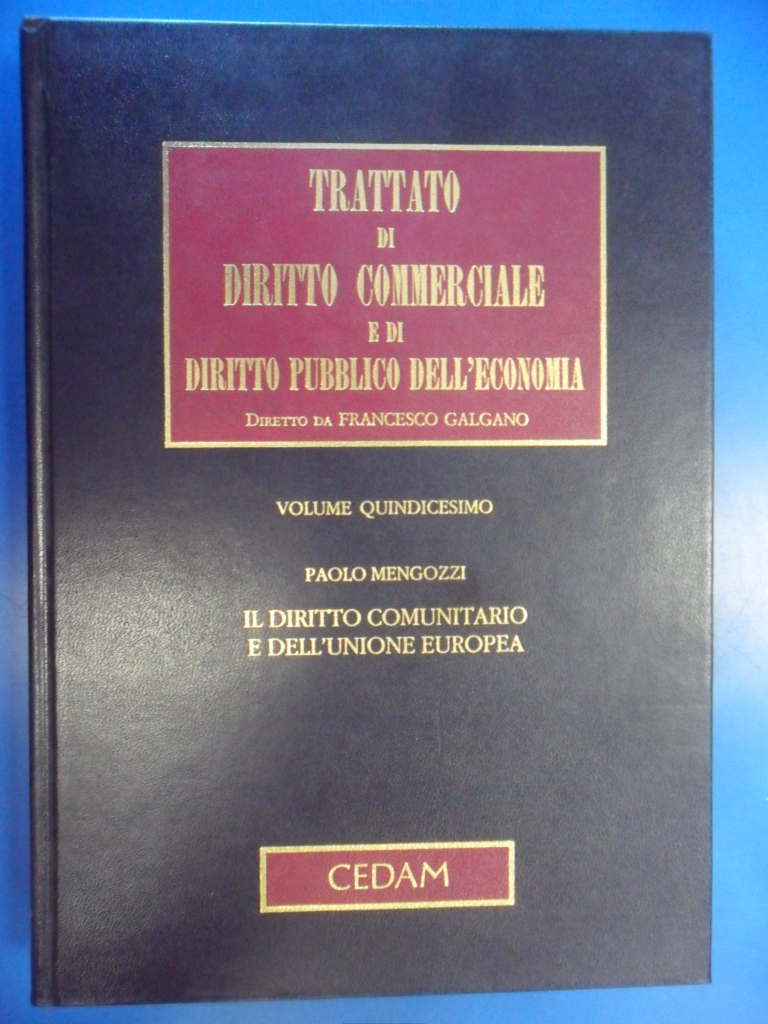 TRATTATO
DI
DIRITTO COMMERCIALE
E DI
DIRITTO PUBBLICO DELL'ECONOMIA
DIRETTO DA FRANCESCO GALGANO
VOLUME QUINDICESIMO
PAOLO MENGOZZI
IL DIRITTO COMUNITARIO
E DELL'UNIONE EUROPEA
CEDAM